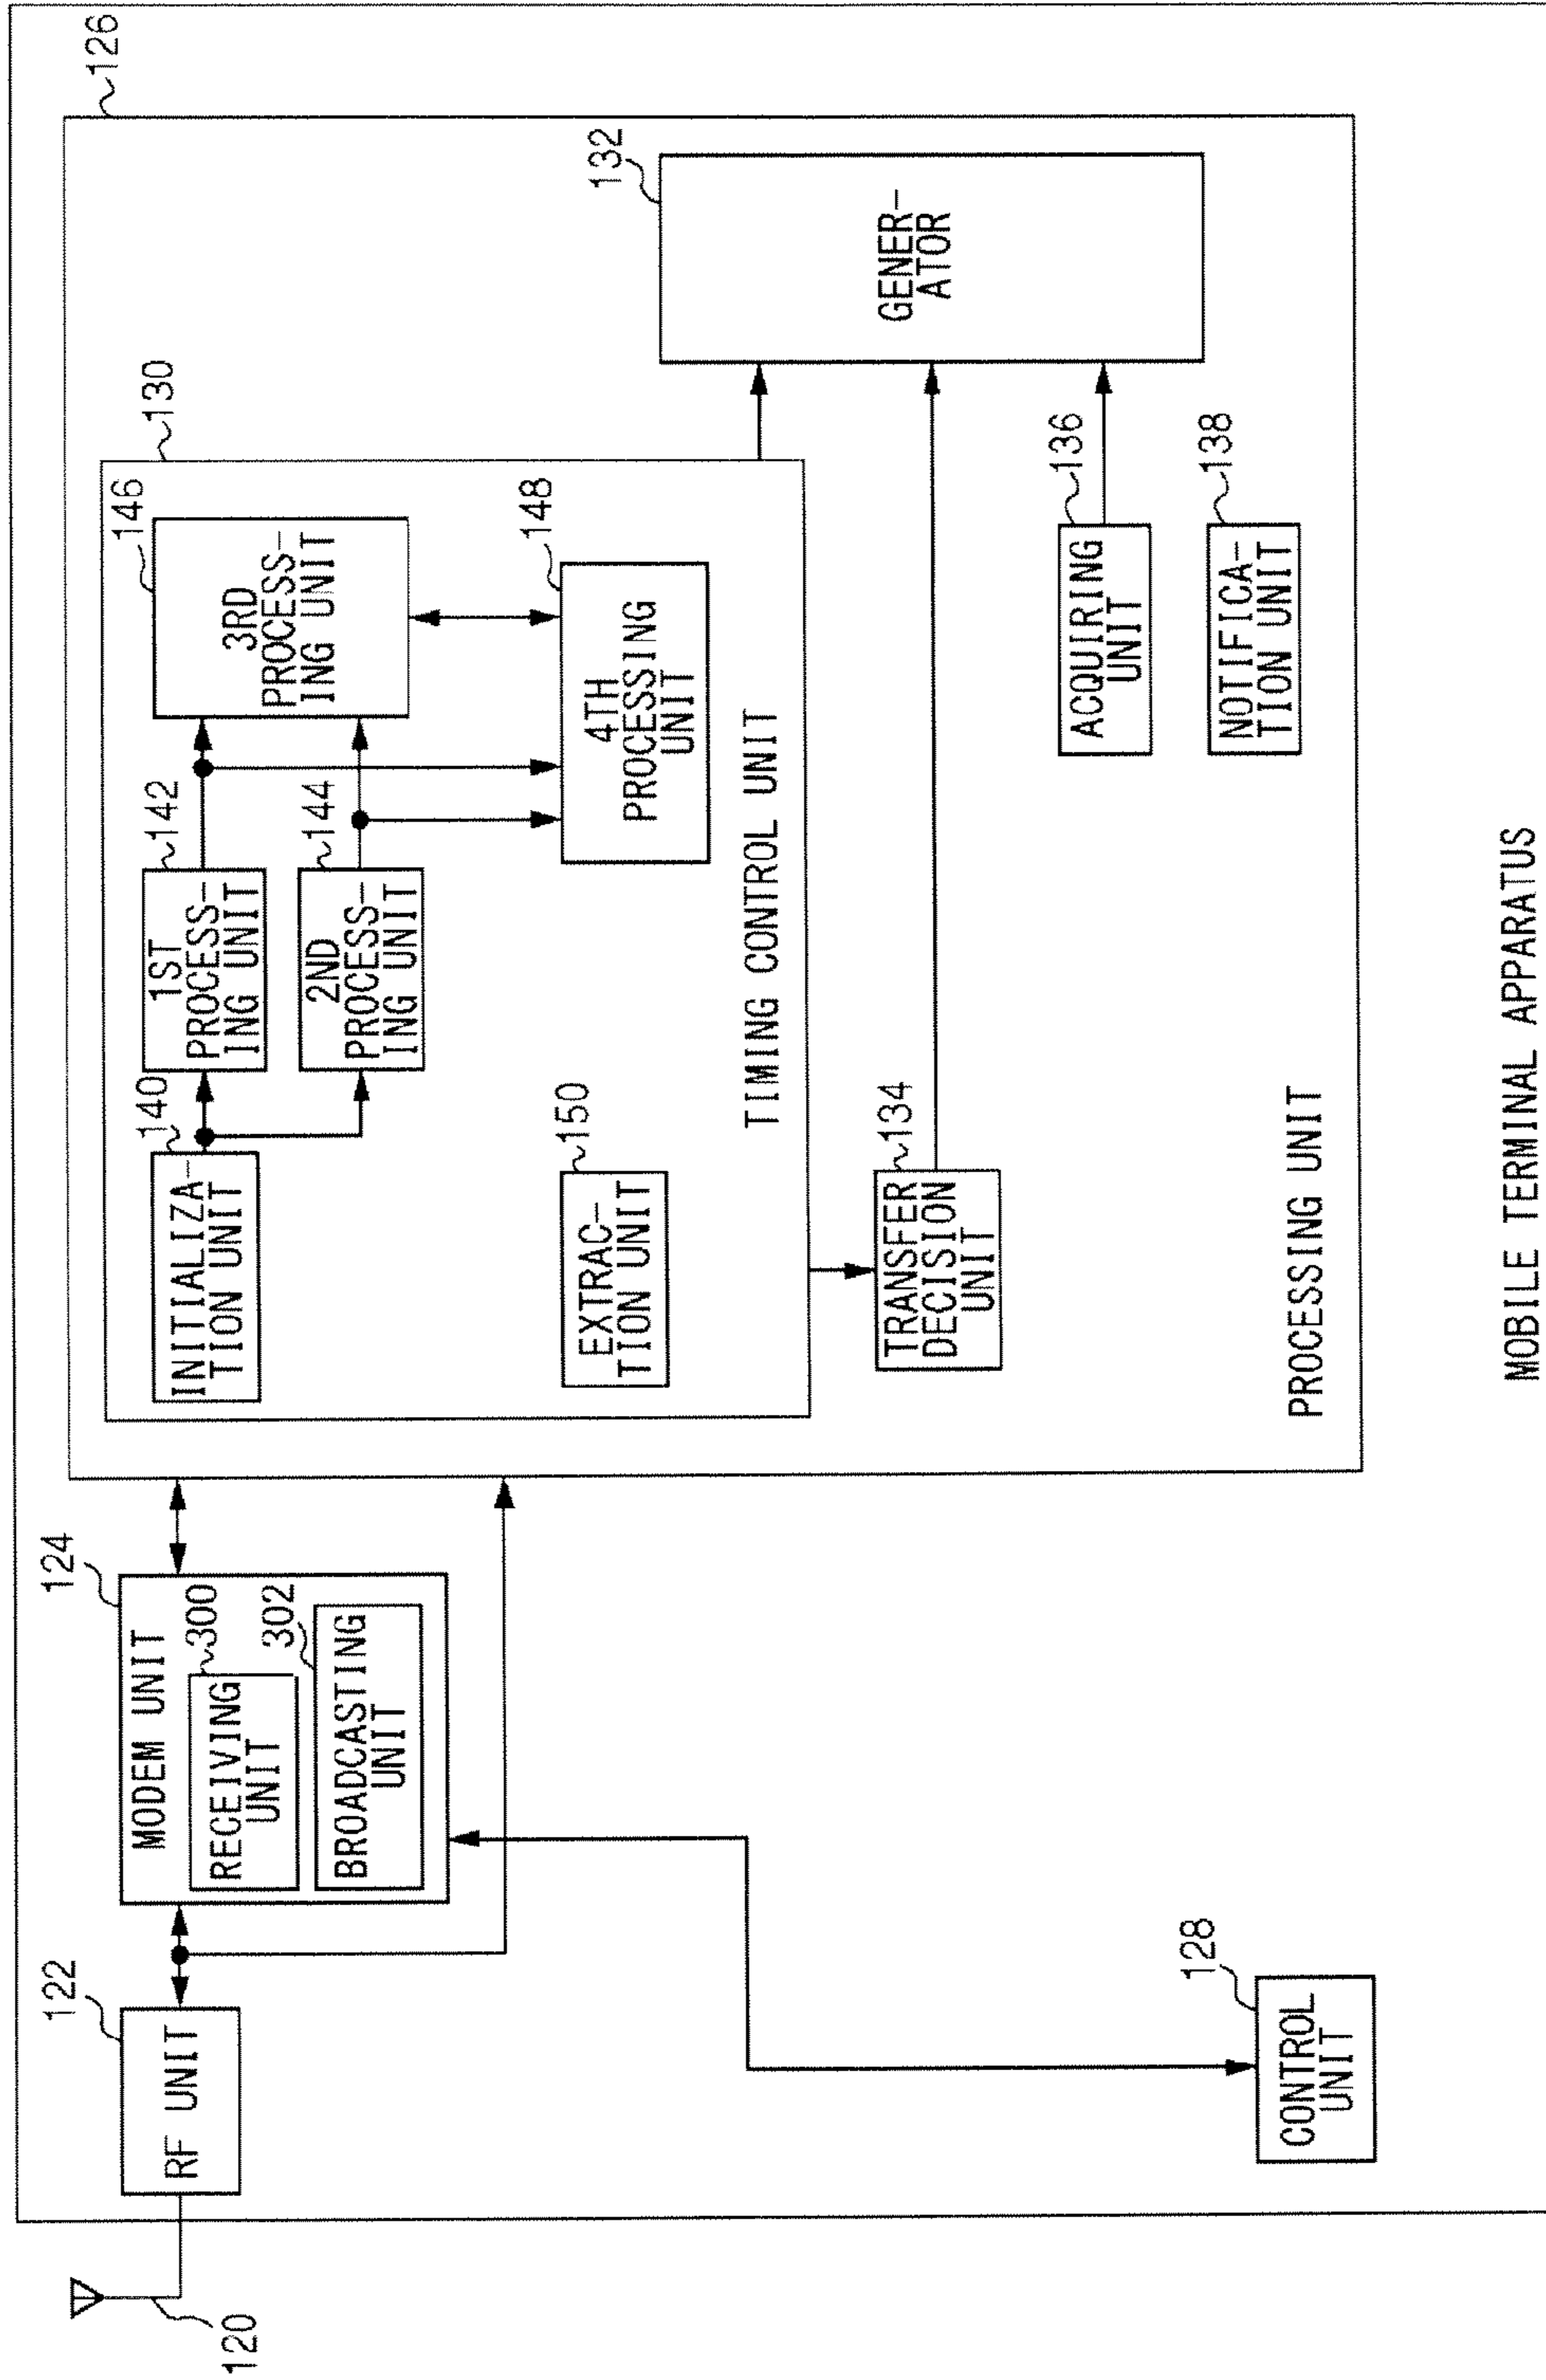 120
122
RF UNIT
124
MODEM UNIT
300
RECEIVING
UNIT
302
BROADCASTING
UNIT
128
CONTROL
UNIT
126
130
140
INITIALIZA-
TION UNIT
142
1ST
PROCESS-
ING UNIT
144
2ND
PROCESS-
ING UNIT
146
3RD
PROCESS-
ING UNIT
148
4TH
PROCESSING
UNIT
150
EXTRAC-
TION UNIT
TIMING CONTROL UNIT
132
GENER-
ATOR
134
TRANSFER
DECISION
UNIT
136
ACQUIRING
UNIT
138
NOTIFICA-
TION UNIT
PROCESSING UNIT
MOBILE TERMINAL APPARATUS